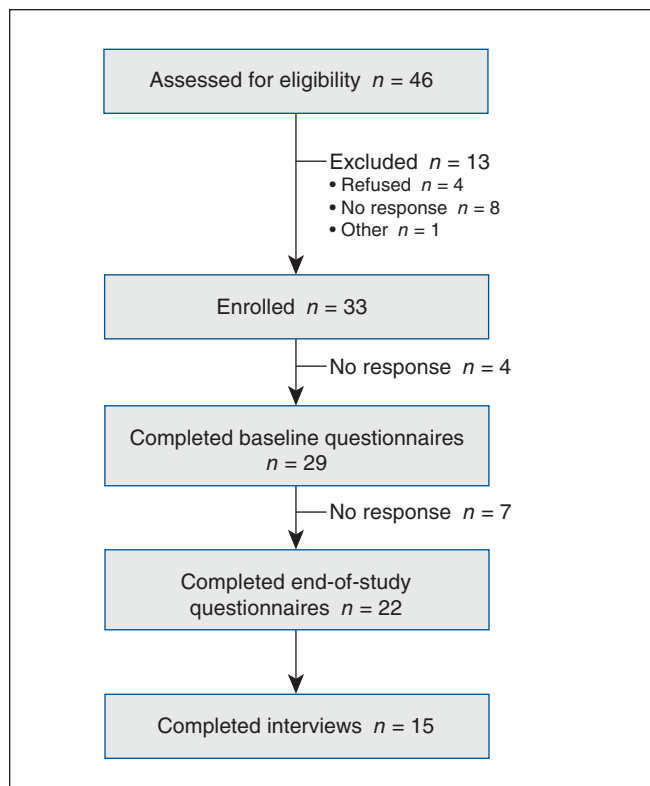 Assessed for eligibility n = 46
Excluded n = 13
• Refused n = 4
• No response n = 8
• Other n = 1
Enrolled n = 33
No response n = 4
Completed baseline questionnaires
n = 29
No response n = 7
Completed end-of-study
questionnaires n = 22
Completed interviews n = 15